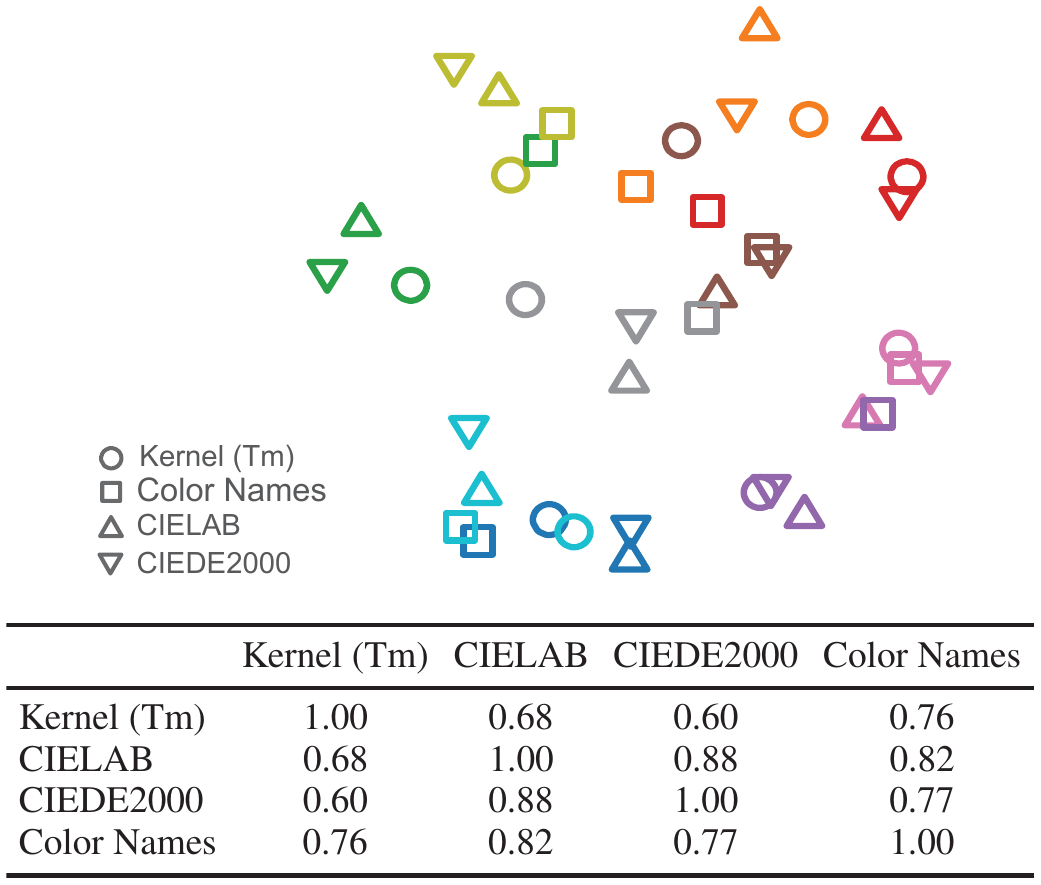 Kernel (Tm)
Color Names
CIELAB
CIEDE2000
Kernel (Tm) CIELAB CIEDE2000 Color Names
Kernel (Tm) 1.00 0.68 0.60 0.76
CIELAB 0.68 1.00 0.88 0.82
CIEDE2000 0.60 0.88 1.00 0.77
Color Names 0.76 0.82 0.77 1.00